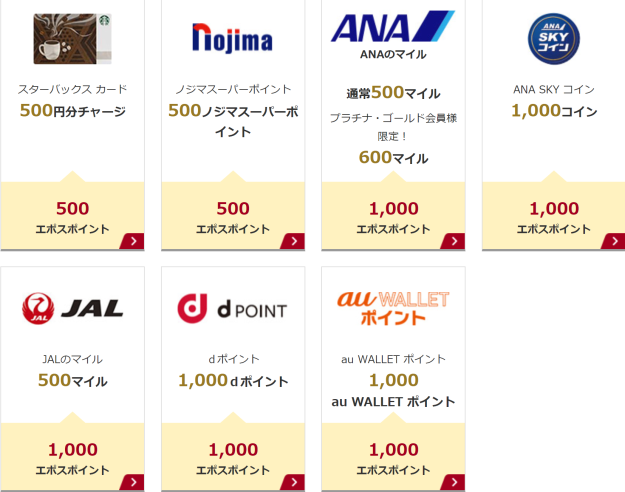 nojima
ANA
ANA
SKY
コイン
ANAのマイル
スターバックス カード
500円分チャージ
ノジマスーパーポイント
500ノジマスーパーポ
イント
通常500マイル
プラチナ・ゴールド会員様
限定！
600マイル
ANA SKY コイン
1,000コイン
500
エポスポイント
500
エポスポイント
1,000
エポスポイント
1,000
エポスポイント
JAL
JAL
d POINT
au WALLET
ポイント
JALのマイル
500マイル
dポイント
1,000dポイント
au WALLET ポイント
1,000
au WALLET ポイント
1,000
エポスポイント
1,000
エポスポイント
1,000
エポスポイント